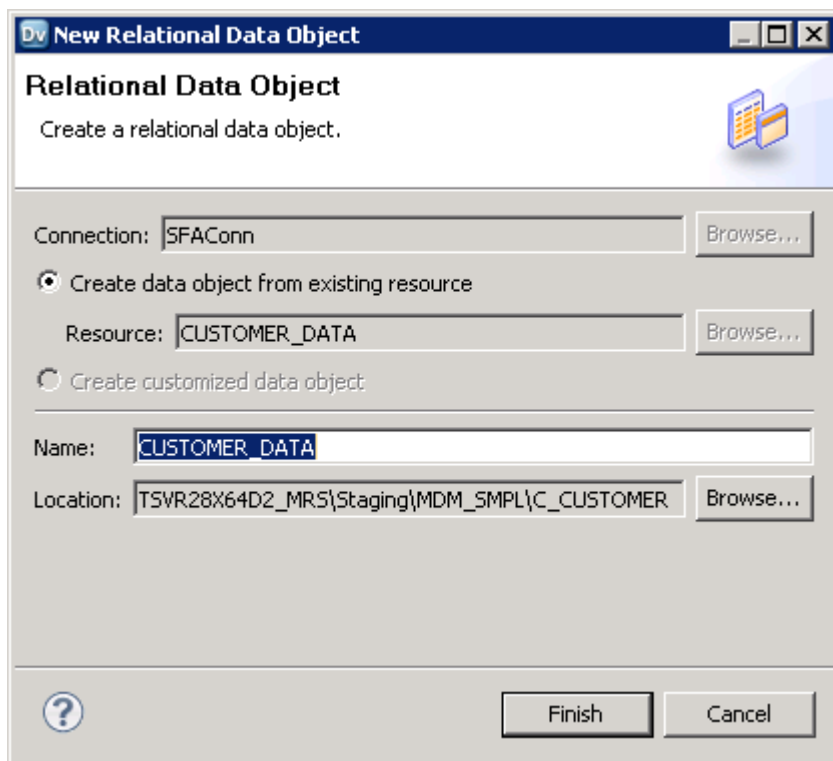 Dv New Relational Data Object
Relational Data Object
Create a relational data object.
Connection: SFAConn Browse...
Create data object from existing resource
Resource: CUSTOMER_DATA Browse...
Create customized data object
Name: CUSTOMER_DATA
Location: TSVR28X64D2_MRS\Staging\MDM_SMPL\C_CUSTOMER Browse...
? Finish Cancel